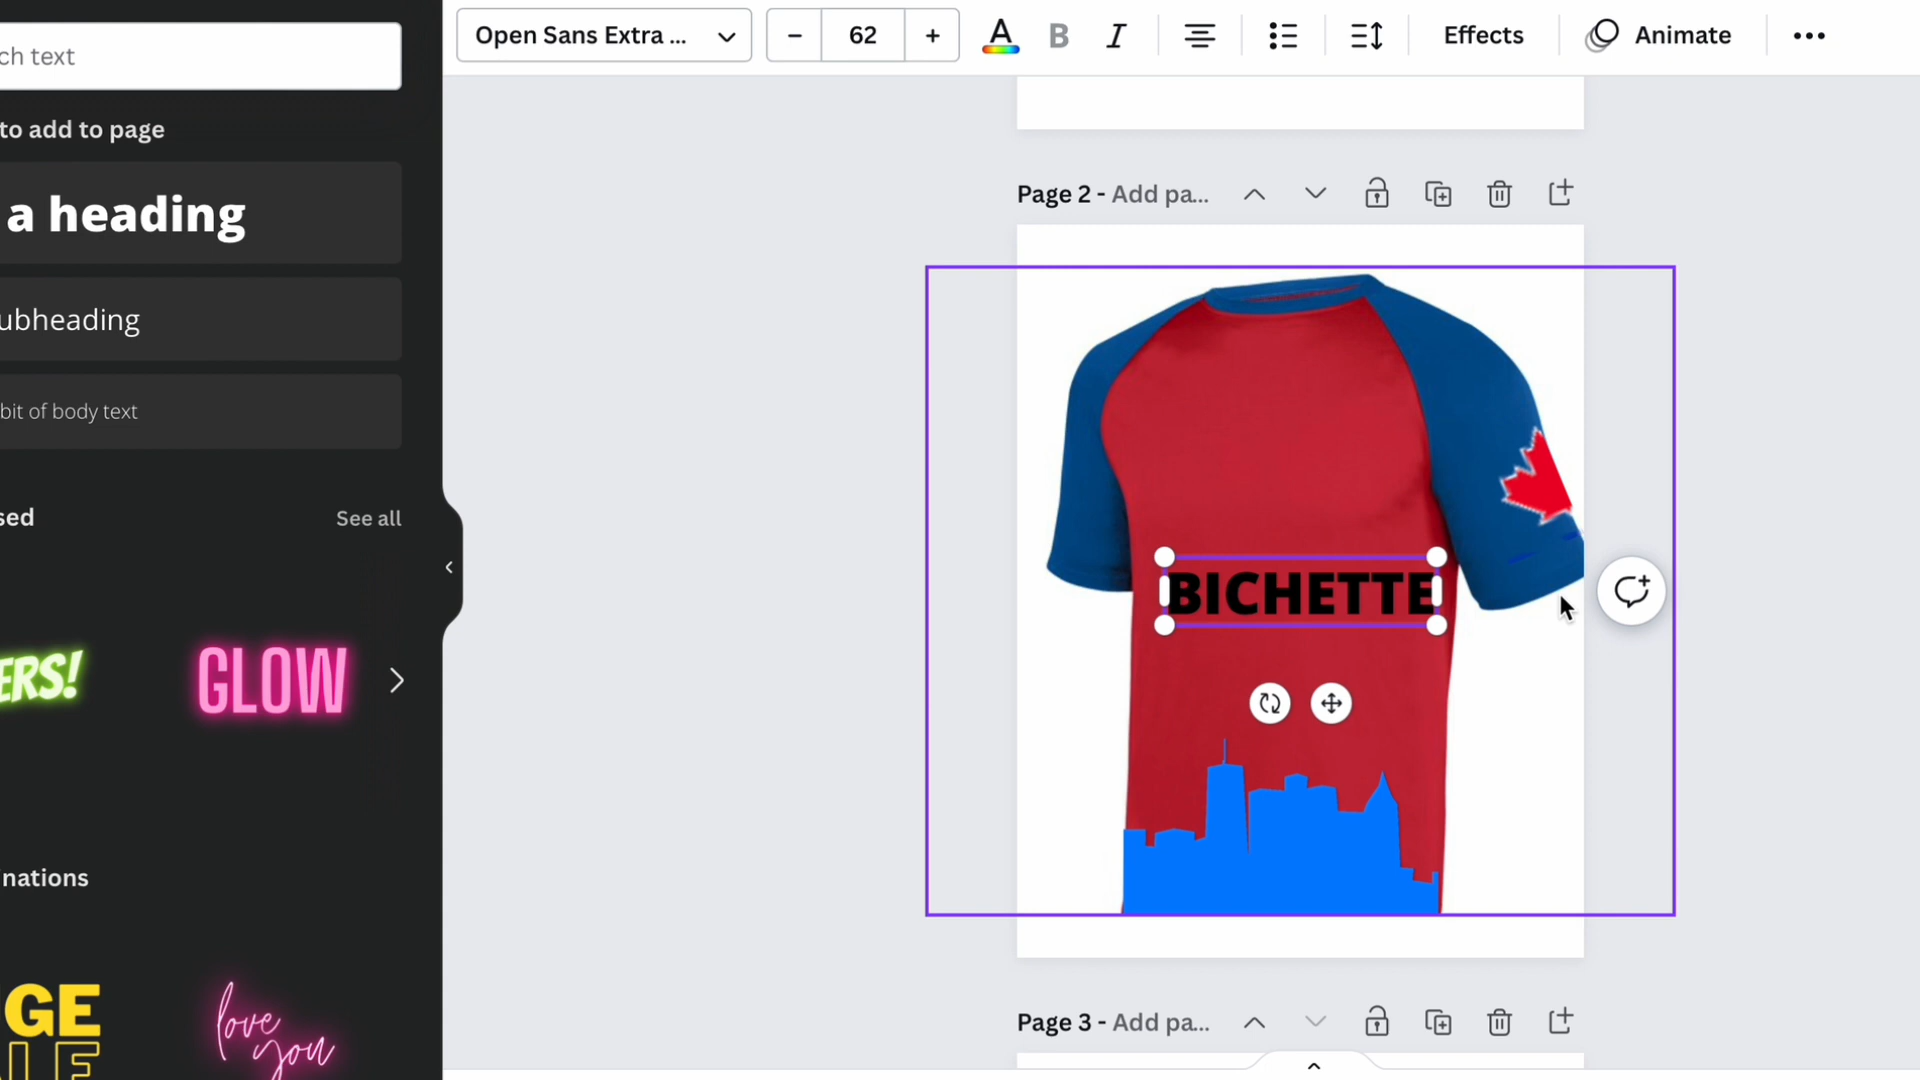 Open Sans Extra ...
62
A
B
I
Effects
Animate
ch text
to add to page
a heading
ubheading
bit of body text
sed
See all
ERS!
GLOW
nations
GE
LE
love
you
Page 2 - Add pa...
BICHETTE
Page 3 - Add pa...